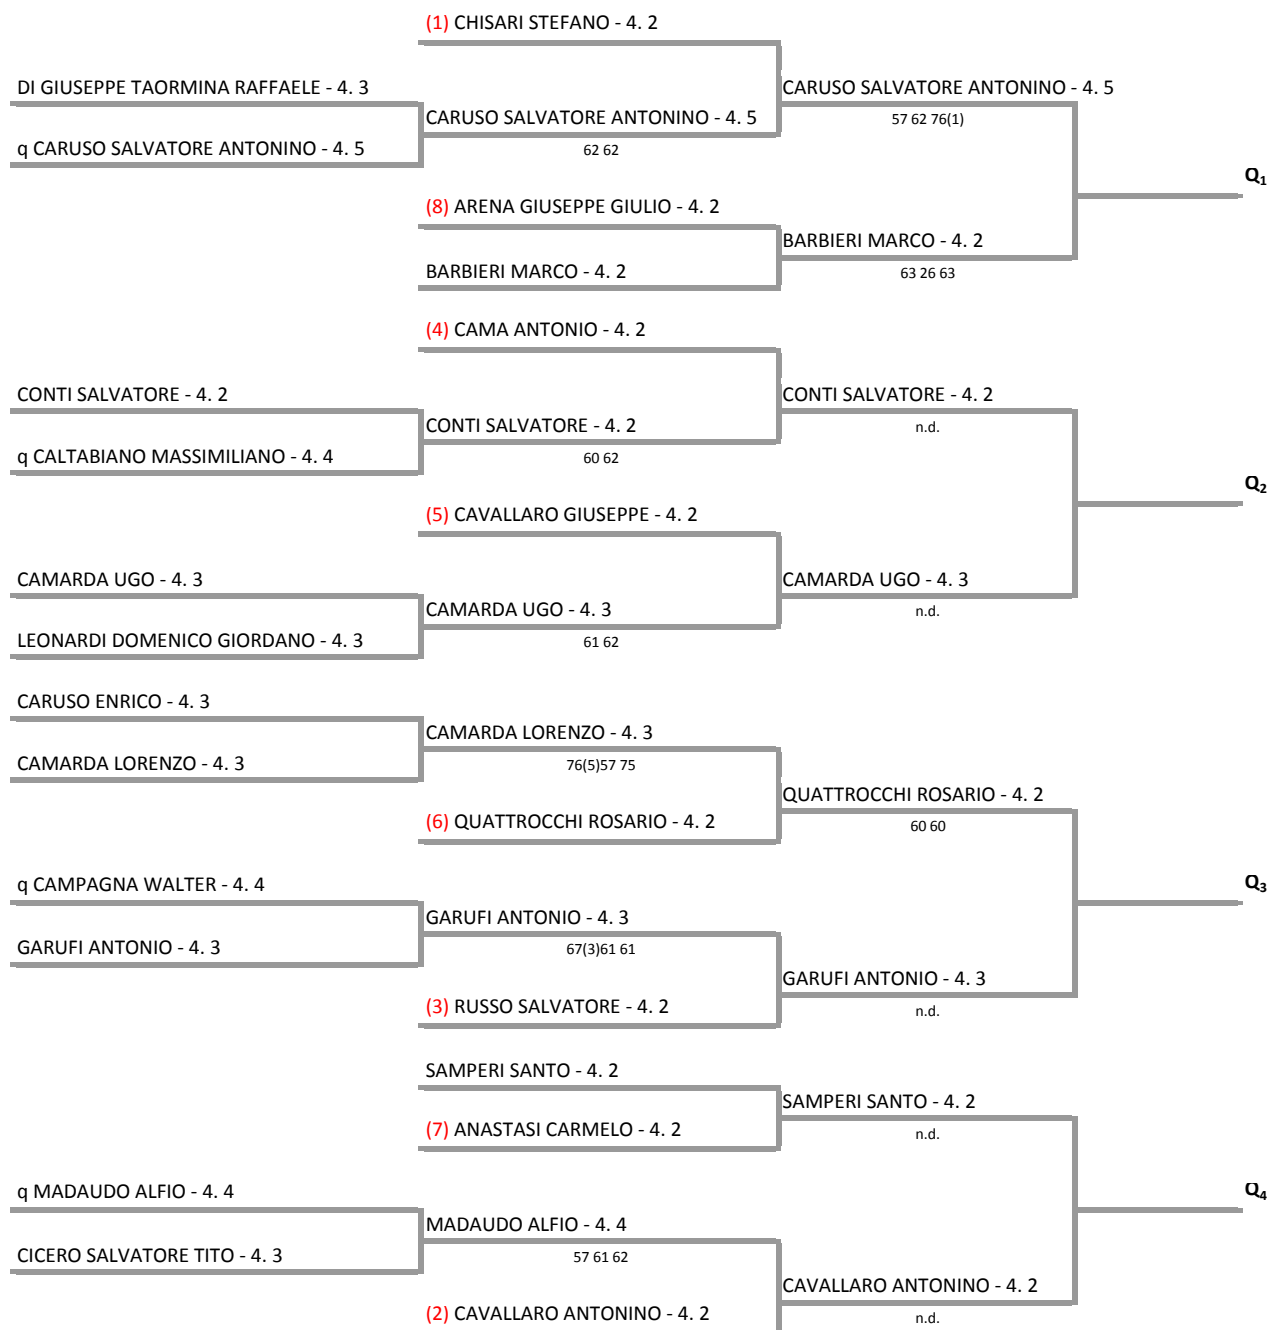 (1) CHISARI STEFANO - 4. 2
DI GIUSEPPE TAORMINA RAFFAELE - 4. 3
CARUSO SALVATORE ANTONINO - 4. 5
CARUSO SALVATORE ANTONINO - 4. 5
57 62 76(1)
q CARUSO SALVATORE ANTONINO - 4. 5
62 62
Q₁
(8) ARENA GIUSEPPE GIULIO - 4. 2
BARBIERI MARCO - 4. 2
BARBIERI MARCO - 4. 2
63 26 63
(4) CAMA ANTONIO - 4. 2
CONTI SALVATORE - 4. 2
CONTI SALVATORE - 4. 2
CONTI SALVATORE - 4. 2
n.d.
q CALTABIANO MASSIMILIANO - 4. 4
60 62
Q₂
(5) CAVALLARO GIUSEPPE - 4. 2
CAMARDA UGO - 4. 3
CAMARDA UGO - 4. 3
CAMARDA UGO - 4. 3
n.d.
LEONARDI DOMENICO GIORDANO - 4. 3
61 62
CARUSO ENRICO - 4. 3
CAMARDA LORENZO - 4. 3
CAMARDA LORENZO - 4. 3
76(5)57 75
QUATTROCCHI ROSARIO - 4. 2
(6) QUATTROCCHI ROSARIO - 4. 2
60 60
q CAMPAGNA WALTER - 4. 4
Q₃
GARUFI ANTONIO - 4. 3
GARUFI ANTONIO - 4. 3
67(3)61 61
GARUFI ANTONIO - 4. 3
(3) RUSSO SALVATORE - 4. 2
n.d.
SAMPERI SANTO - 4. 2
SAMPERI SANTO - 4. 2
(7) ANASTASI CARMELO - 4. 2
n.d.
q MADAUDO ALFIO - 4. 4
Q₄
MADAUDO ALFIO - 4. 4
CICERO SALVATORE TITO - 4. 3
57 61 62
CAVALLARO ANTONINO - 4. 2
(2) CAVALLARO ANTONINO - 4. 2
n.d.